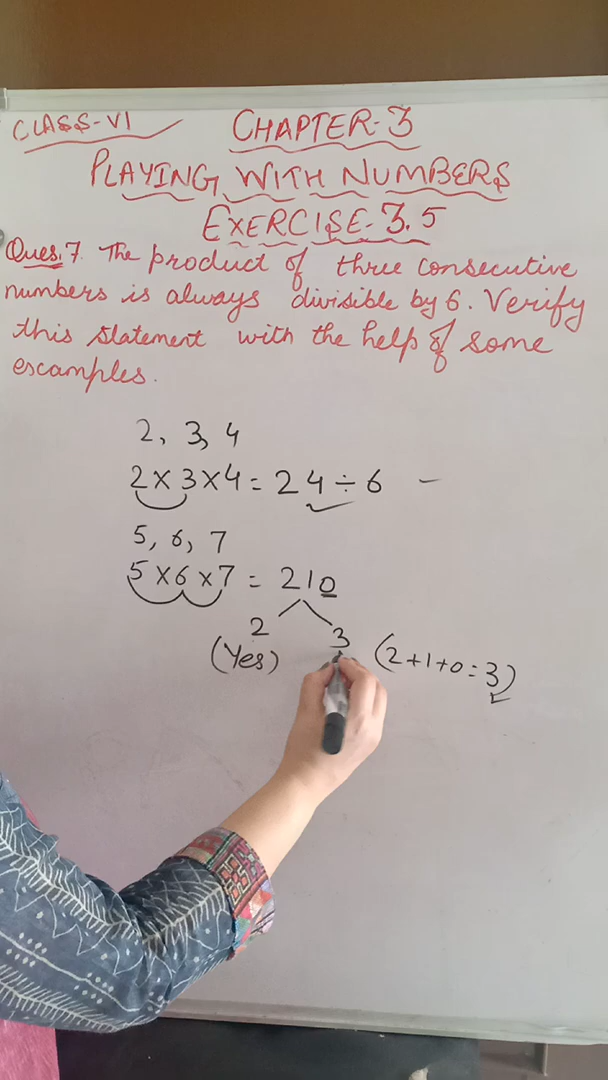 CLASS-VI
CHAPTER-3
PLAYING WITH NUMBERS
EXERCISE-3.5
Ques.7. The product of three consecutive
numbers is always divisible by 6. Verify
this statement with the help of some
examples.
2, 3, 4
2×3×4=24÷6 -
5, 6, 7
5×6×7=210
2 3 (2+1+0=3)
(Yes)